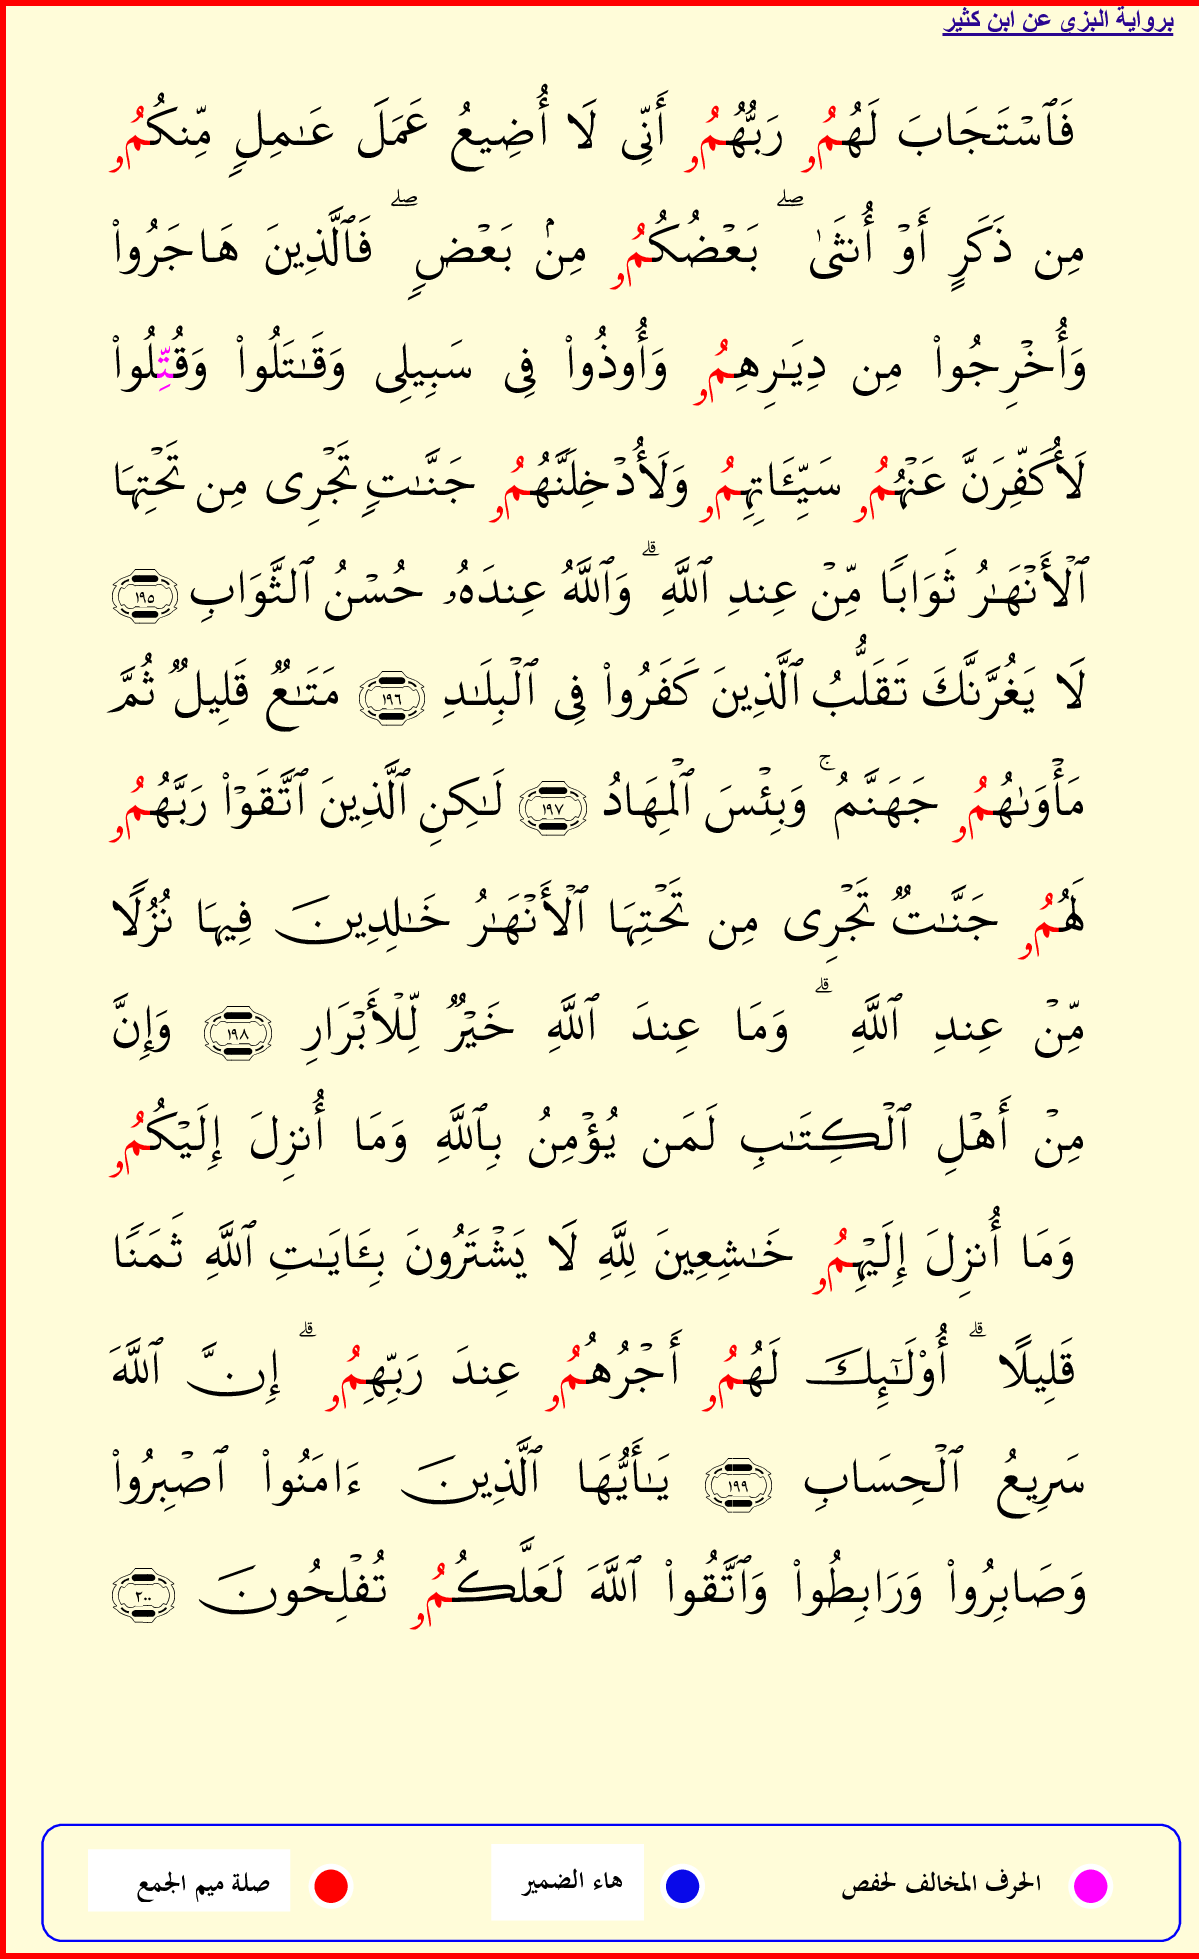 برواية البزي عن ابن كثير
فَٱسۡتَجَابَ لَهُمُۥ رَبُّهُمُۥ أَنِّى لَا أُضِيعُ عَمَلَ عَـٰمِلٍ مِّنكُمُۥ
مِن ذَكَرٍ أَوۡ أُنثَىٰ ۖ بَعۡضُكُمُۥ مِنۢ بَعۡضٍ ۖ فَٱلَّذِينَ هَاجَرُوا۟
وَأُخۡرِجُوا۟ مِن دِيَـٰرِهِمُۥ وَأُوذُوا۟ فِى سَبِيلِى وَقَـٰتَلُوا۟ وَقُتِّلُوا۟
لَأُكَفِّرَنَّ عَنۡهُمُۥ سَيِّـَٔاتِهِمُۥ وَلَأُدۡخِلَنَّهُمُۥ جَنَّـٰتٍ تَجۡرِى مِن تَحۡتِهَا
ٱلۡأَنۡهَـٰرُ ثَوَابًا مِّنۡ عِندِ ٱللَّهِ ۗ وَٱللَّهُ عِندَهُۥ حُسۡنُ ٱلثَّوَابِ ١٩٥
لَا يَغُرَّنَّكَ تَقَلُّبُ ٱلَّذِينَ كَفَرُوا۟ فِى ٱلۡبِلَـٰدِ ١٩٦ مَتَـٰعٌ قَلِيلٌ ثُمَّ
مَأۡوَىٰهُمُۥ جَهَنَّمُ ۚ وَبِئۡسَ ٱلۡمِهَادُ ١٩٧ لَـٰكِنِ ٱلَّذِينَ ٱتَّقَوۡا۟ رَبَّهُمُۥ
لَهُمُۥ جَنَّـٰتٌ تَجۡرِى مِن تَحۡتِهَا ٱلۡأَنۡهَـٰرُ خَـٰلِدِينَ فِيهَا نُزُلًا
مِّنۡ عِندِ ٱللَّهِ ۗ وَمَا عِندَ ٱللَّهِ خَيۡرٌ لِّلۡأَبۡرَارِ ١٩٨ وَإِنَّ
مِنۡ أَهۡلِ ٱلۡكِتَـٰبِ لَمَن يُؤۡمِنُ بِٱللَّهِ وَمَا أُنزِلَ إِلَيۡكُمُۥ
وَمَا أُنزِلَ إِلَيۡهِمُۥ خَـٰشِعِينَ لِلَّهِ لَا يَشۡتَرُونَ بِـَٔايَـٰتِ ٱللَّهِ ثَمَنًا
قَلِيلًا ۗ أُو۟لَـٰٓئِكَ لَهُمُۥ أَجۡرُهُمُۥ عِندَ رَبِّهِمُۥ ۗ إِنَّ ٱللَّهَ
سَرِيعُ ٱلۡحِسَابِ ١٩٩ يَـٰأَيُّهَا ٱلَّذِينَ ءَامَنُوا۟ ٱصۡبِرُوا۟
وَصَابِرُوا۟ وَرَابِطُوا۟ وَٱتَّقُوا۟ ٱللَّهَ لَعَلَّكُمُۥ تُفۡلِحُونَ ٢٠٠
الحرف المخالف لحفص هاء الضمير صلة ميم الجمع